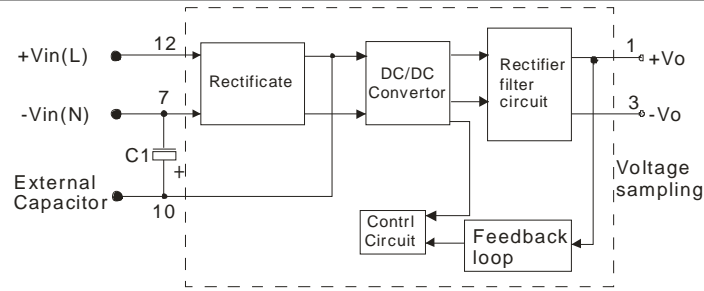 +Vin(L)
12
Rectificate
DC/DC
Convertor
Rectifier
filter
circuit
1
+Vo
-Vin(N)
7
3
-Vo
C1
+
External
Capacitor
10
Voltage
sampling
Contrl
Circuit
Feedback
loop